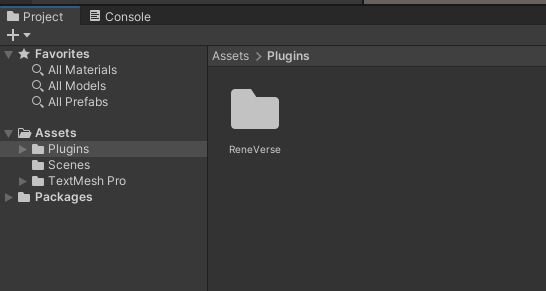 Project
Console
Favorites
All Materials
All Models
All Prefabs
Assets
Plugins
Scenes
TextMesh Pro
Packages
Assets > Plugins
ReneVerse